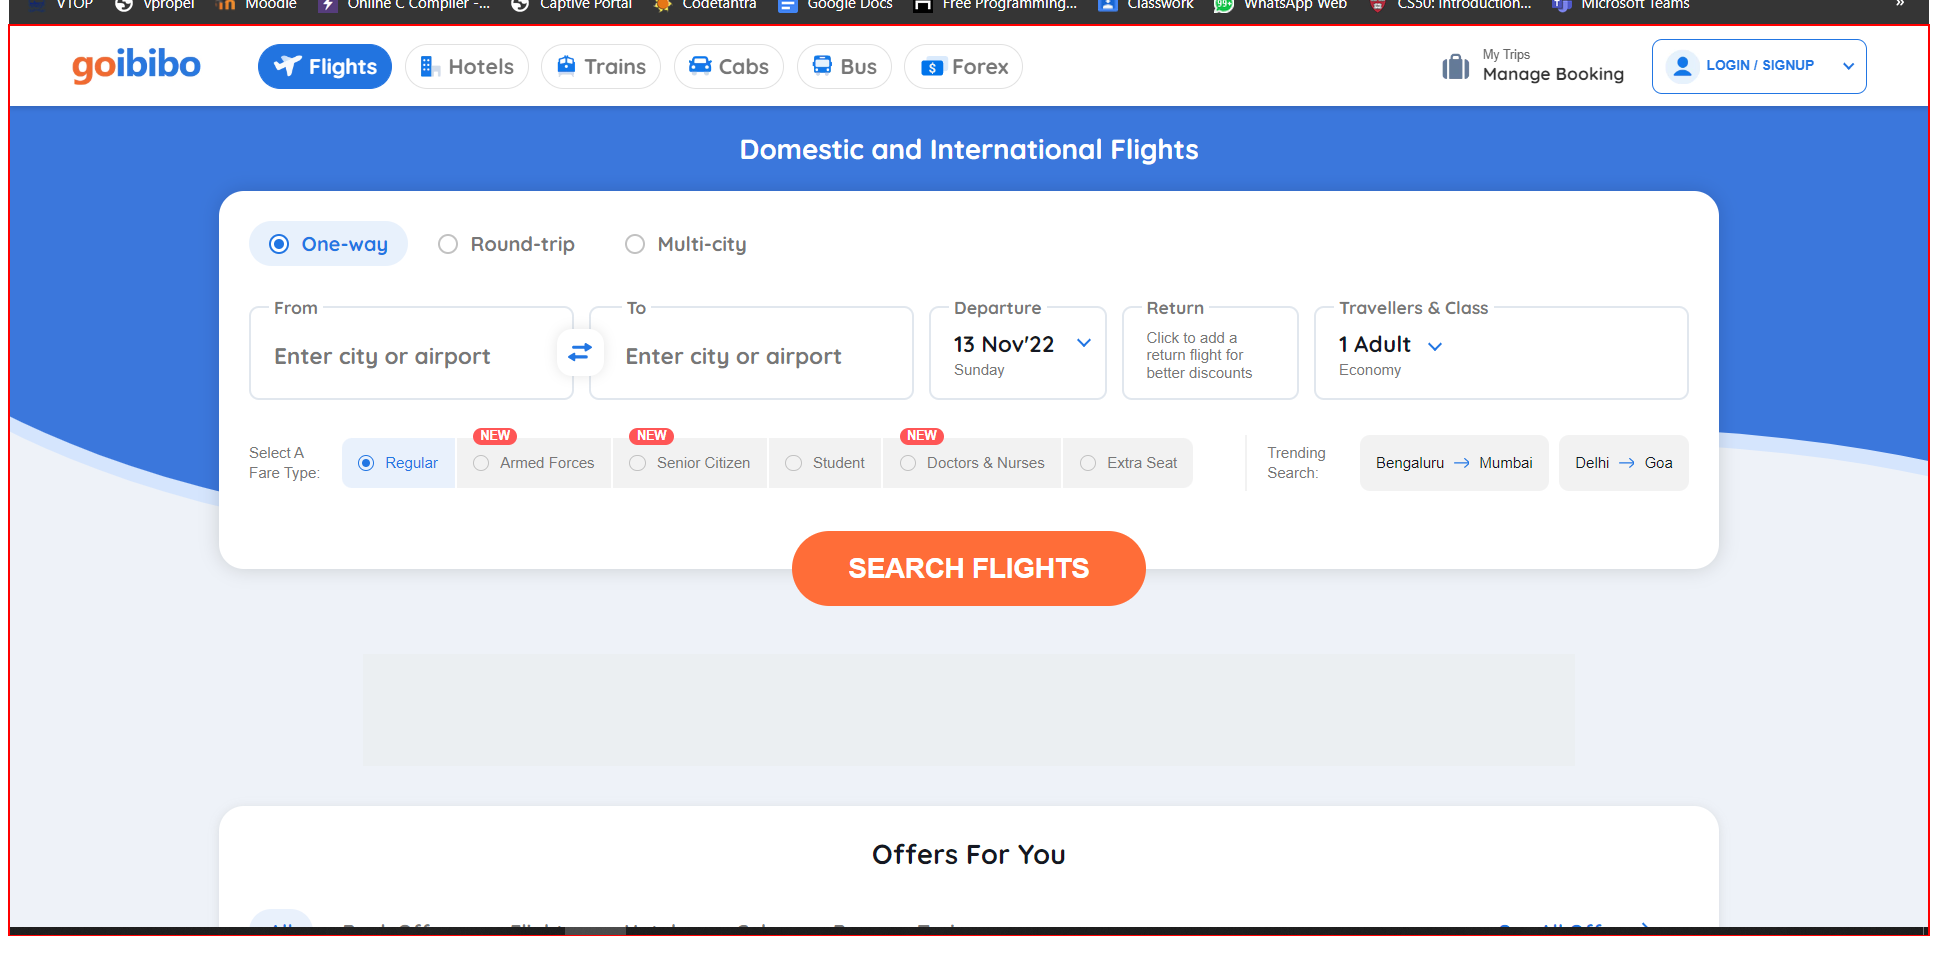 VTOP Vpropel Moodle Online C Compiler -... Captive Portal Codetantra Google Docs Free Programming... Classwork 99+ WhatsApp Web CS50: Introduction... Microsoft Teams »
goibibo Flights Hotels Trains Cabs Bus $ Forex My Trips Manage Booking LOGIN / SIGNUP
Domestic and International Flights
One-way Round-trip Multi-city
From To Departure Return Travellers & Class
Enter city or airport Enter city or airport 13 Nov'22 Click to add a 1 Adult
return flight for
Sunday better discounts Economy
NEW NEW NEW
Select A Trending
Regular Armed Forces Senior Citizen Student Doctors & Nurses Extra Seat Bengaluru → Mumbai Delhi → Goa
Fare Type: Search:
SEARCH FLIGHTS
Offers For You
All